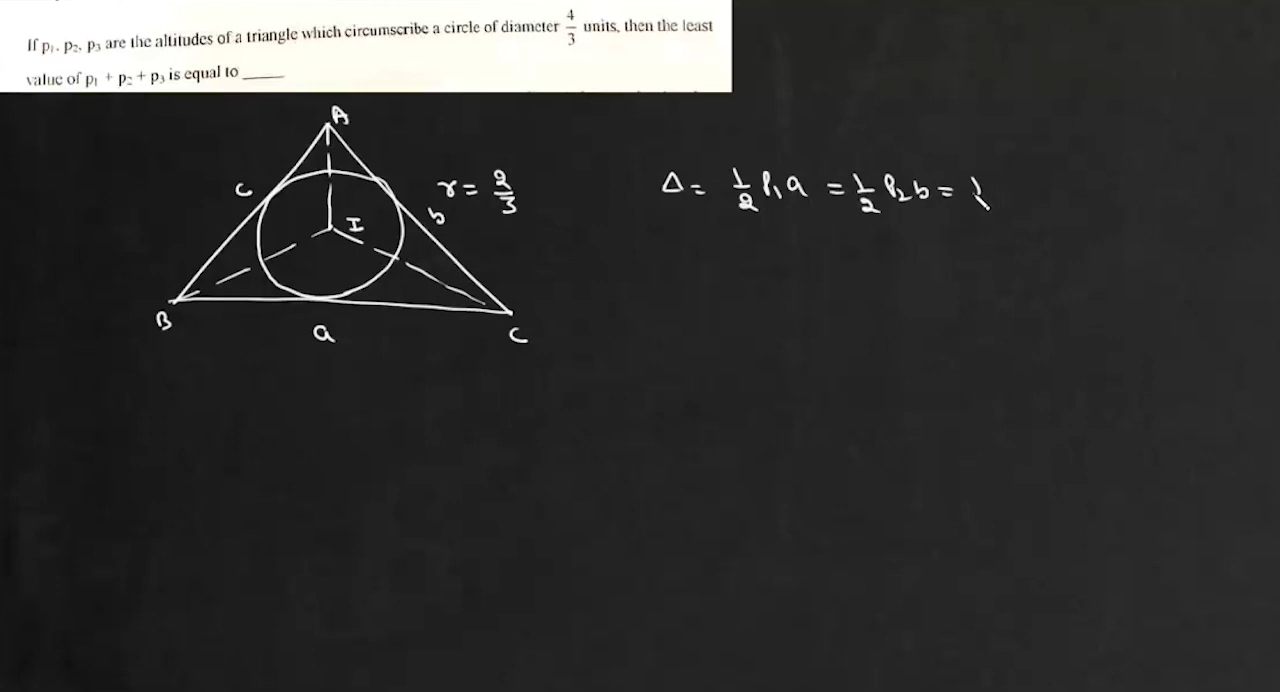 If p₁, p₂, p₃ are the altitudes of a triangle which circumscribe a circle of diameter 4/3 units, then the least
value of p₁ + p₂ + p₃ is equal to ____
A
c
r = 2/3
b
I
B
a
C
Δ = 1/2 P₁a = 1/2 P₂b = 1